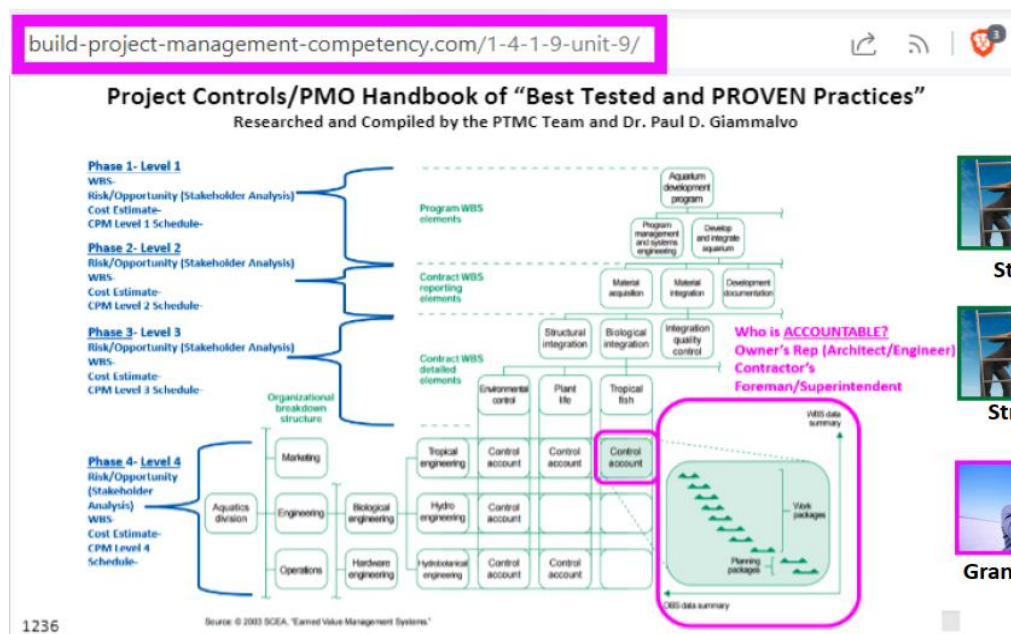 build-project-management-competency.com/1-4-1-9-unit-9/
3
Project Controls/PMO Handbook of “Best Tested and PROVEN Practices”
Researched and Compiled by the PTMC Team and Dr. Paul D. Giammalvo
Phase 1- Level 1
WBS-
Risk/Opportunity (Stakeholder Analysis)
Cost Estimate-
CPM Level 1 Schedule-
Phase 2- Level 2
Risk/Opportunity (Stakeholder Analysis)
WBS-
Cost Estimate-
CPM Level 2 Schedule-
Phase 3- Level 3
Risk/Opportunity (Stakeholder Analysis)
WBS-
Cost Estimate-
CPM Level 3 Schedule-
Phase 4- Level 4
Risk/Opportunity
(Stakeholder
Analysis)
WBS-
Cost Estimate-
CPM Level 4
Schedule-
Program WBS
elements
Contract WBS
reporting
elements
Contract WBS
detailed
elements
Aquarium
development
program
Program
management
and systems
engineering
Develop
and integrate
aquarium
Material
acquisition
Material
integration
Development
documentation
Structural
integration
Biological
integration
Integration
quality
control
Environmental
control
Plant
life
Tropical
fish
Who is ACCOUNTABLE?
Owner’s Rep (Architect/Engineer)
Contractor’s
Foreman/Superintendent
Organizational
breakdown
structure
Aquatics
division
Marketing
Engineering
Operations
Biological
engineering
Hardware
engineering
Tropical
engineering
Control
account
Control
account
Control
account
Hydro
engineering
Control
account
Hydrobotanical
engineering
Control
account
Control
account
WBS data
summary
Work
packages
Planning
packages
OBS data summary
1236
Source: © 2003 SCEA, “Earned Value Management Systems.”
St
Str
Gran